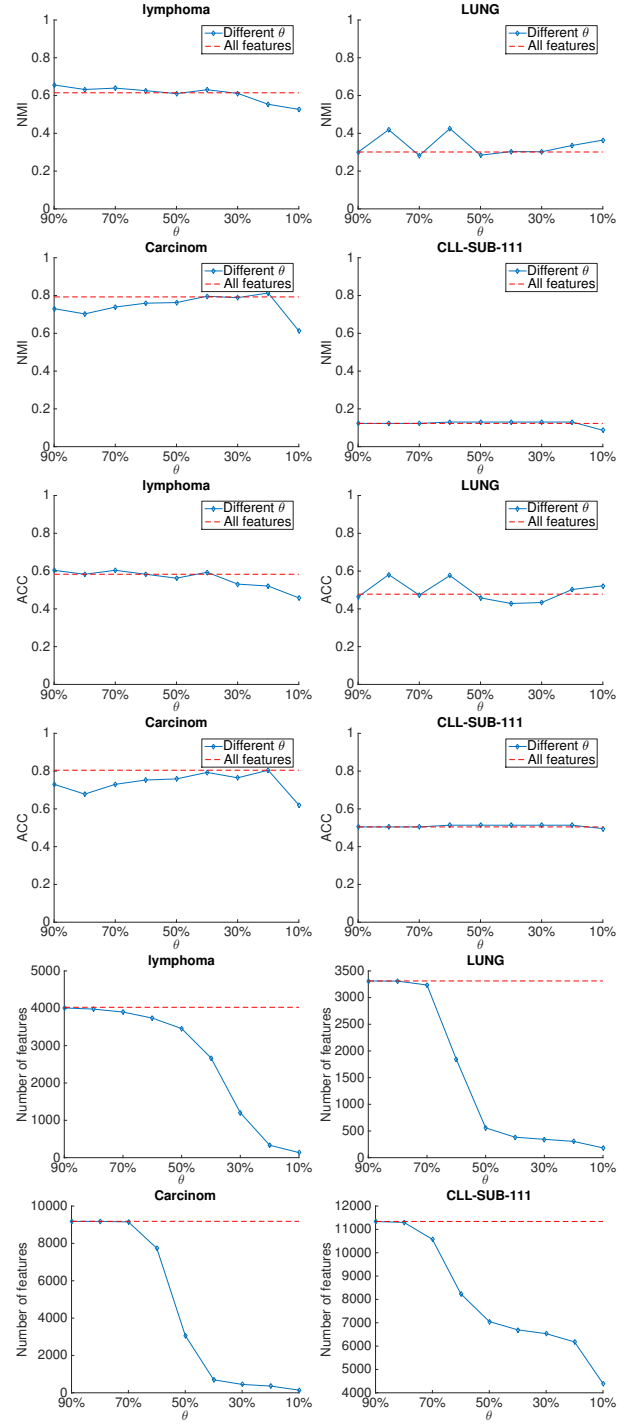 lymphoma
1
0.8
0.6
0.4
0.2
0
NMI
90% 70% 50% 30% 10%
θ
Different θ
All features
LUNG
1
0.8
0.6
0.4
0.2
0
NMI
90% 70% 50% 30% 10%
θ
Different θ
All features
Carcinom
1
0.8
0.6
0.4
0.2
0
NMI
90% 70% 50% 30% 10%
θ
Different θ
All features
CLL-SUB-111
1
0.8
0.6
0.4
0.2
0
NMI
90% 70% 50% 30% 10%
θ
Different θ
All features
lymphoma
1
0.8
0.6
0.4
0.2
0
ACC
90% 70% 50% 30% 10%
θ
Different θ
All features
LUNG
1
0.8
0.6
0.4
0.2
0
ACC
90% 70% 50% 30% 10%
θ
Different θ
All features
Carcinom
1
0.8
0.6
0.4
0.2
0
ACC
90% 70% 50% 30% 10%
θ
Different θ
All features
CLL-SUB-111
1
0.8
0.6
0.4
0.2
0
ACC
90% 70% 50% 30% 10%
θ
Different θ
All features
lymphoma
5000
4000
3000
2000
1000
0
Number of features
90% 70% 50% 30% 10%
θ
LUNG
3500
3000
2500
2000
1500
1000
500
0
Number of features
90% 70% 50% 30% 10%
θ
Carcinom
10000
8000
6000
4000
2000
0
Number of features
90% 70% 50% 30% 10%
θ
CLL-SUB-111
12000
11000
10000
9000
8000
7000
6000
5000
4000
Number of features
90% 70% 50% 30% 10%
θ